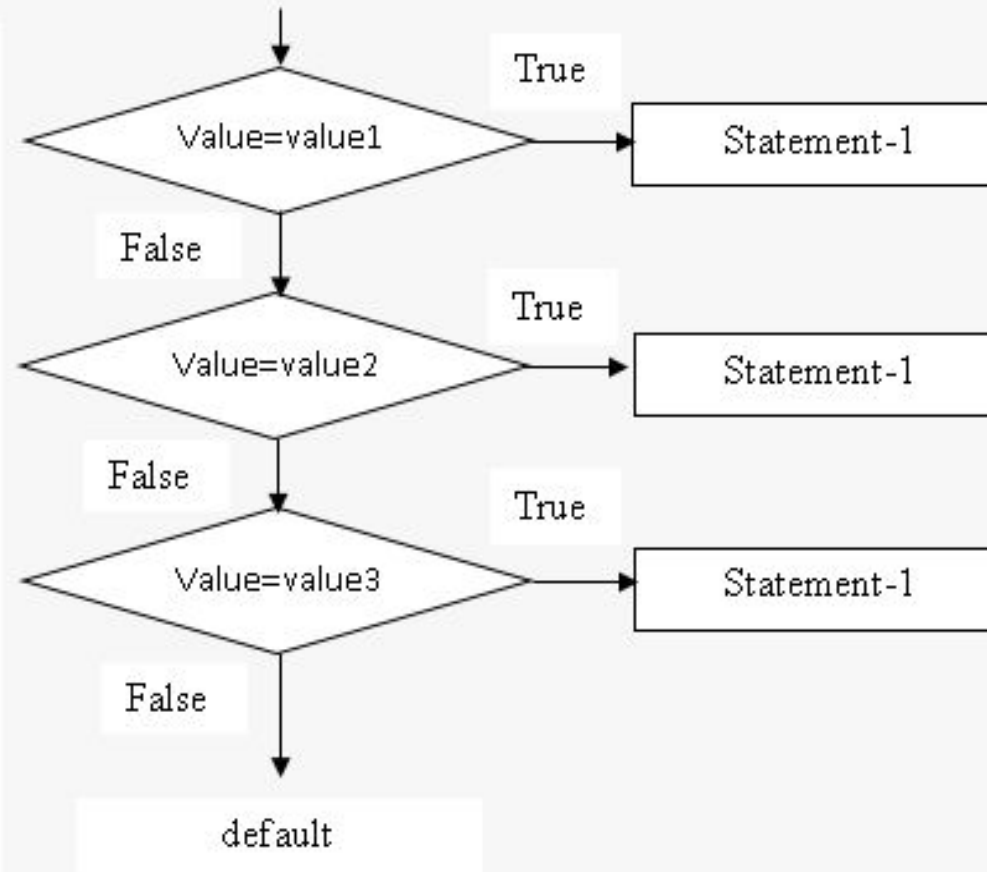 True
Value=value1
Statement-1
False
True
Value=value2
Statement-1
False
True
Value=value3
Statement-1
False
default